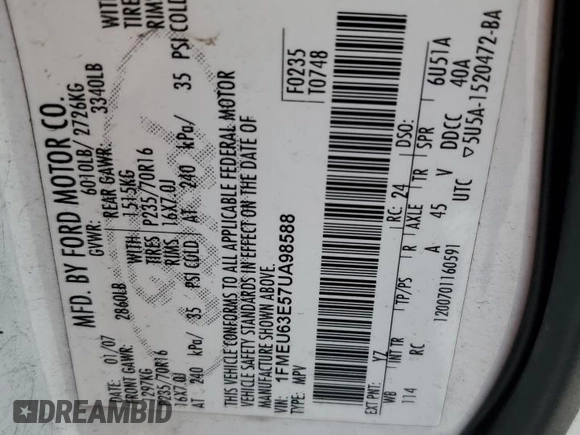 MFD. BY FORD MOTOR CO.
DATE: 01/07 GVWR: 6010LB/ 2726KG
FRONT GAWR: 2860LB REAR GAWR: 3340LB
1297KG WITH 1515KG WITH
P235/70R16 TIRES P235/70R16 TIRES
16X7.0J RIMS 16X7.0J RIMS
AT 240 kPa/ 35 PSI COLD AT 240 kPa/ 35 PSI COLD
THIS VEHICLE CONFORMS TO ALL APPLICABLE FEDERAL MOTOR
VEHICLE SAFETY STANDARDS IN EFFECT ON THE DATE OF
MANUFACTURE SHOWN ABOVE.
VIN: 1FMEU63E57UA98588 F0235
TYPE: MPV T0748
EXT PNT: YZ RC: 24 DSO:
WB INT TR TP/PS R AXLE TR SPR 6U51A
114 RC A 45 V DDCC 40A
1200701160591 UTC ▽5U5A-1520472-BA
DREAMBID